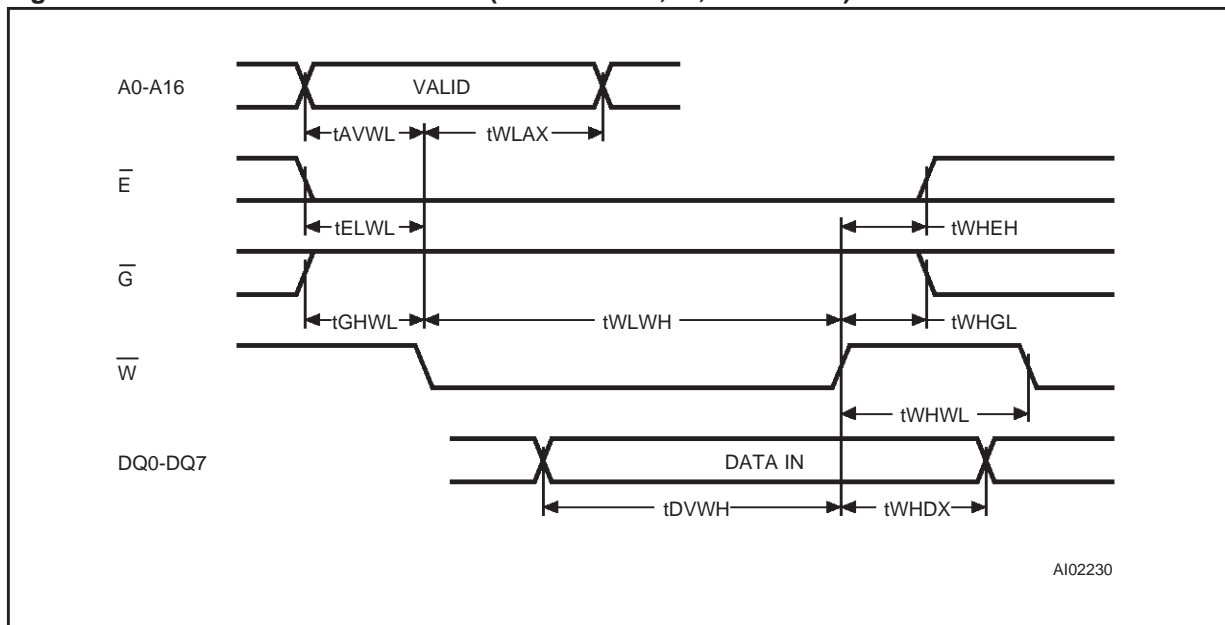 A0-A16
VALID
tAVWL
tWLAX
E
tELWL
tWHEH
G
tGHWL
tWLWH
tWHGL
W
tWHWL
DQ0-DQ7
DATA IN
tDVWH
tWHDX
AI02230